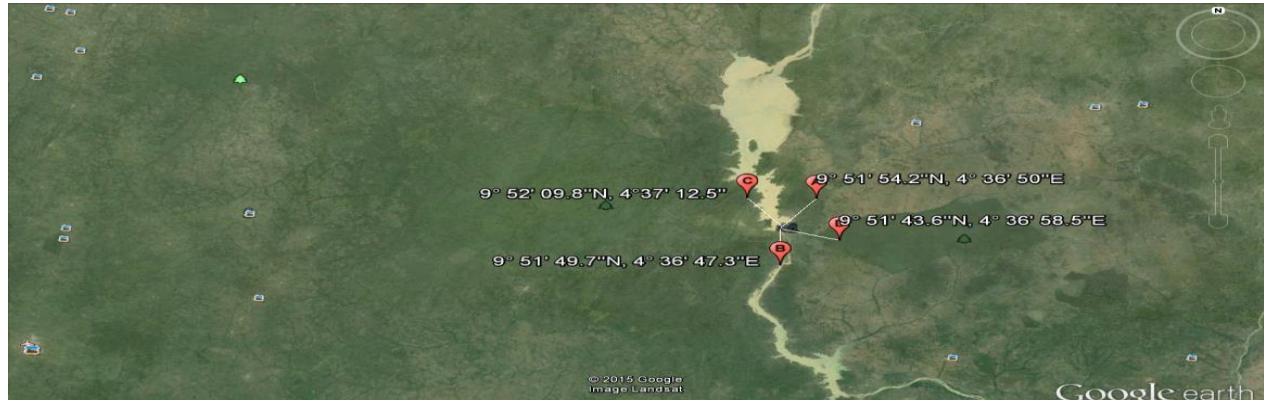 N
C
9° 51' 54.2"N, 4° 36' 50"E
9° 52' 09.8"N, 4°37' 12.5"
9° 51' 43.6"N, 4° 36' 58.5"E
B
9° 51' 49.7"N, 4° 36' 47.3"E
© 2015 Google
Image Landsat
Google earth